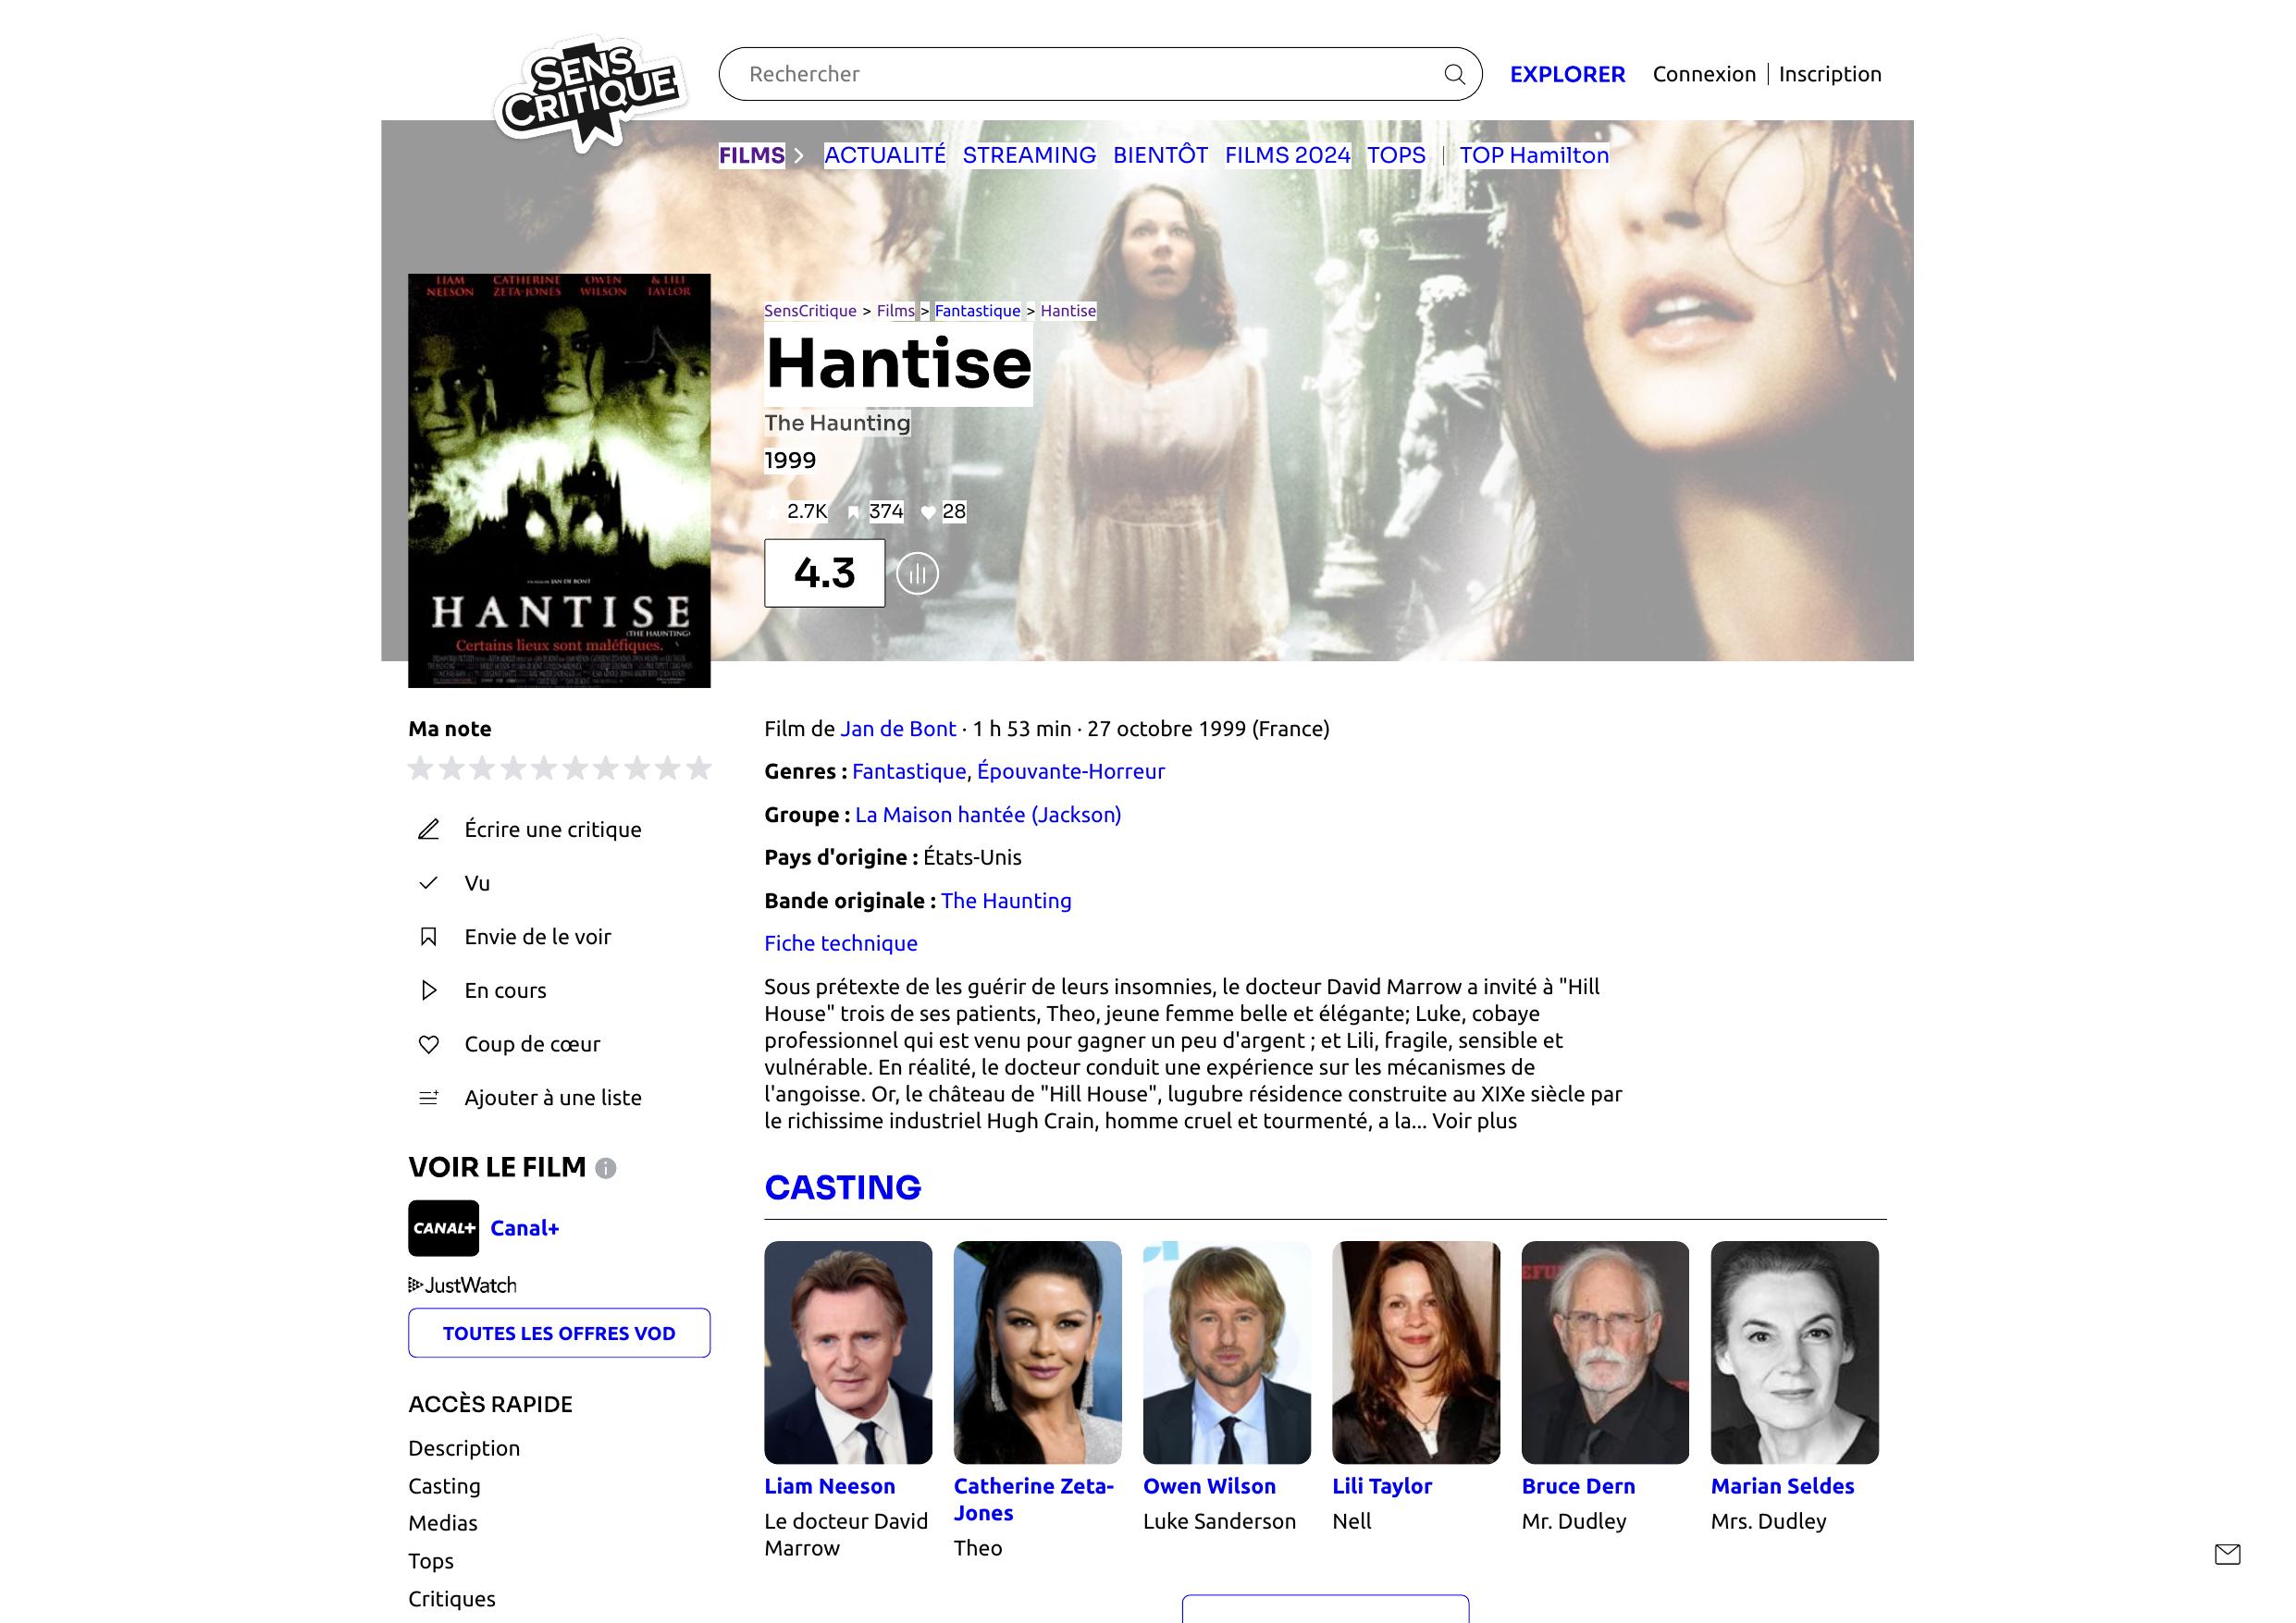 SENS
CRITIQUE
Rechercher
EXPLORER
Connexion | Inscription
FILMS > ACTUALITÉ STREAMING BIENTÔT FILMS 2024 TOPS | TOP Hamilton
LIAM NEESON CATHERINE ZETA-JONES OWEN WILSON & LILI TAYLOR
JAN DE BONT
HANTISE
(THE HAUNTING)
Certains lieux sont maléfiques.
SensCritique > Films > Fantastique > Hantise
Hantise
The Haunting
1999
2.7K 374 28
4.3
Ma note
Écrire une critique
Vu
Envie de le voir
En cours
Coup de cœur
Ajouter à une liste
VOIR LE FILM
CANAL+ Canal+
JustWatch
TOUTES LES OFFRES VOD
ACCÈS RAPIDE
Description
Casting
Medias
Tops
Critiques
Film de Jan de Bont · 1 h 53 min · 27 octobre 1999 (France)
Genres : Fantastique, Épouvante-Horreur
Groupe : La Maison hantée (Jackson)
Pays d'origine : États-Unis
Bande originale : The Haunting
Fiche technique
Sous prétexte de les guérir de leurs insomnies, le docteur David Marrow a invité à "Hill
House" trois de ses patients, Theo, jeune femme belle et élégante; Luke, cobaye
professionnel qui est venu pour gagner un peu d'argent ; et Lili, fragile, sensible et
vulnérable. En réalité, le docteur conduit une expérience sur les mécanismes de
l'angoisse. Or, le château de "Hill House", lugubre résidence construite au XIXe siècle par
le richissime industriel Hugh Crain, homme cruel et tourmenté, a la... Voir plus
CASTING
Liam Neeson
Le docteur David
Marrow
Catherine Zeta-
Jones
Theo
Owen Wilson
Luke Sanderson
Lili Taylor
Nell
Bruce Dern
Mr. Dudley
Marian Seldes
Mrs. Dudley